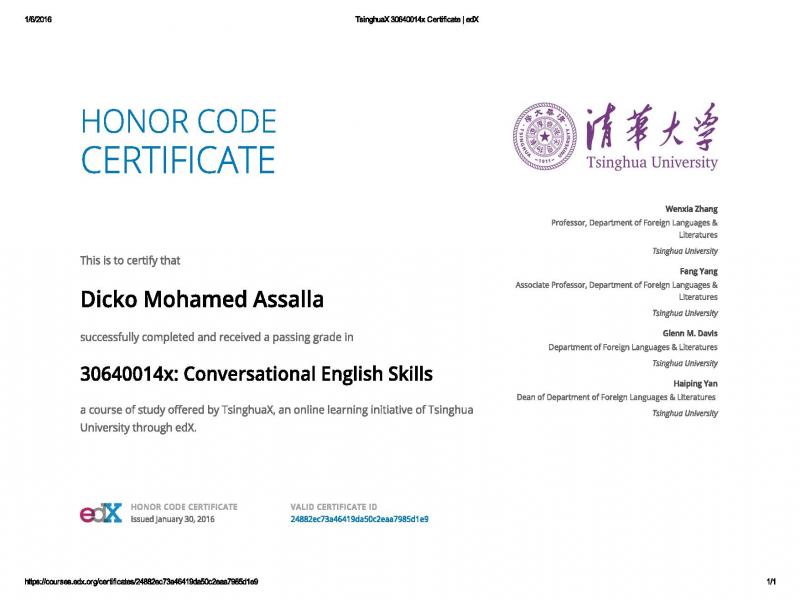 1/6/2016
TsinghuaX 30640014x Certificate | edX
HONOR CODE
CERTIFICATE
清华大学
Tsinghua University
Wenxia Zhang
Professor, Department of Foreign Languages &
Literatures
Tsinghua University
Fang Yang
Associate Professor, Department of Foreign Languages &
Literatures
Tsinghua University
Glenn M. Davis
Department of Foreign Languages & Literatures
Tsinghua University
Haiping Yan
Dean of Department of Foreign Languages & Literatures
Tsinghua University
This is to certify that
Dicko Mohamed Assalla
successfully completed and received a passing grade in
30640014x: Conversational English Skills
a course of study offered by TsinghuaX, an online learning initiative of Tsinghua
University through edX.
edX
HONOR CODE CERTIFICATE
Issued January 30, 2016
VALID CERTIFICATE ID
24882ec73a46419da50c2eaa7985d1e9
https://courses.edx.org/certificates/24882ec73a46419da50c2eaa7985d1e9
1/1